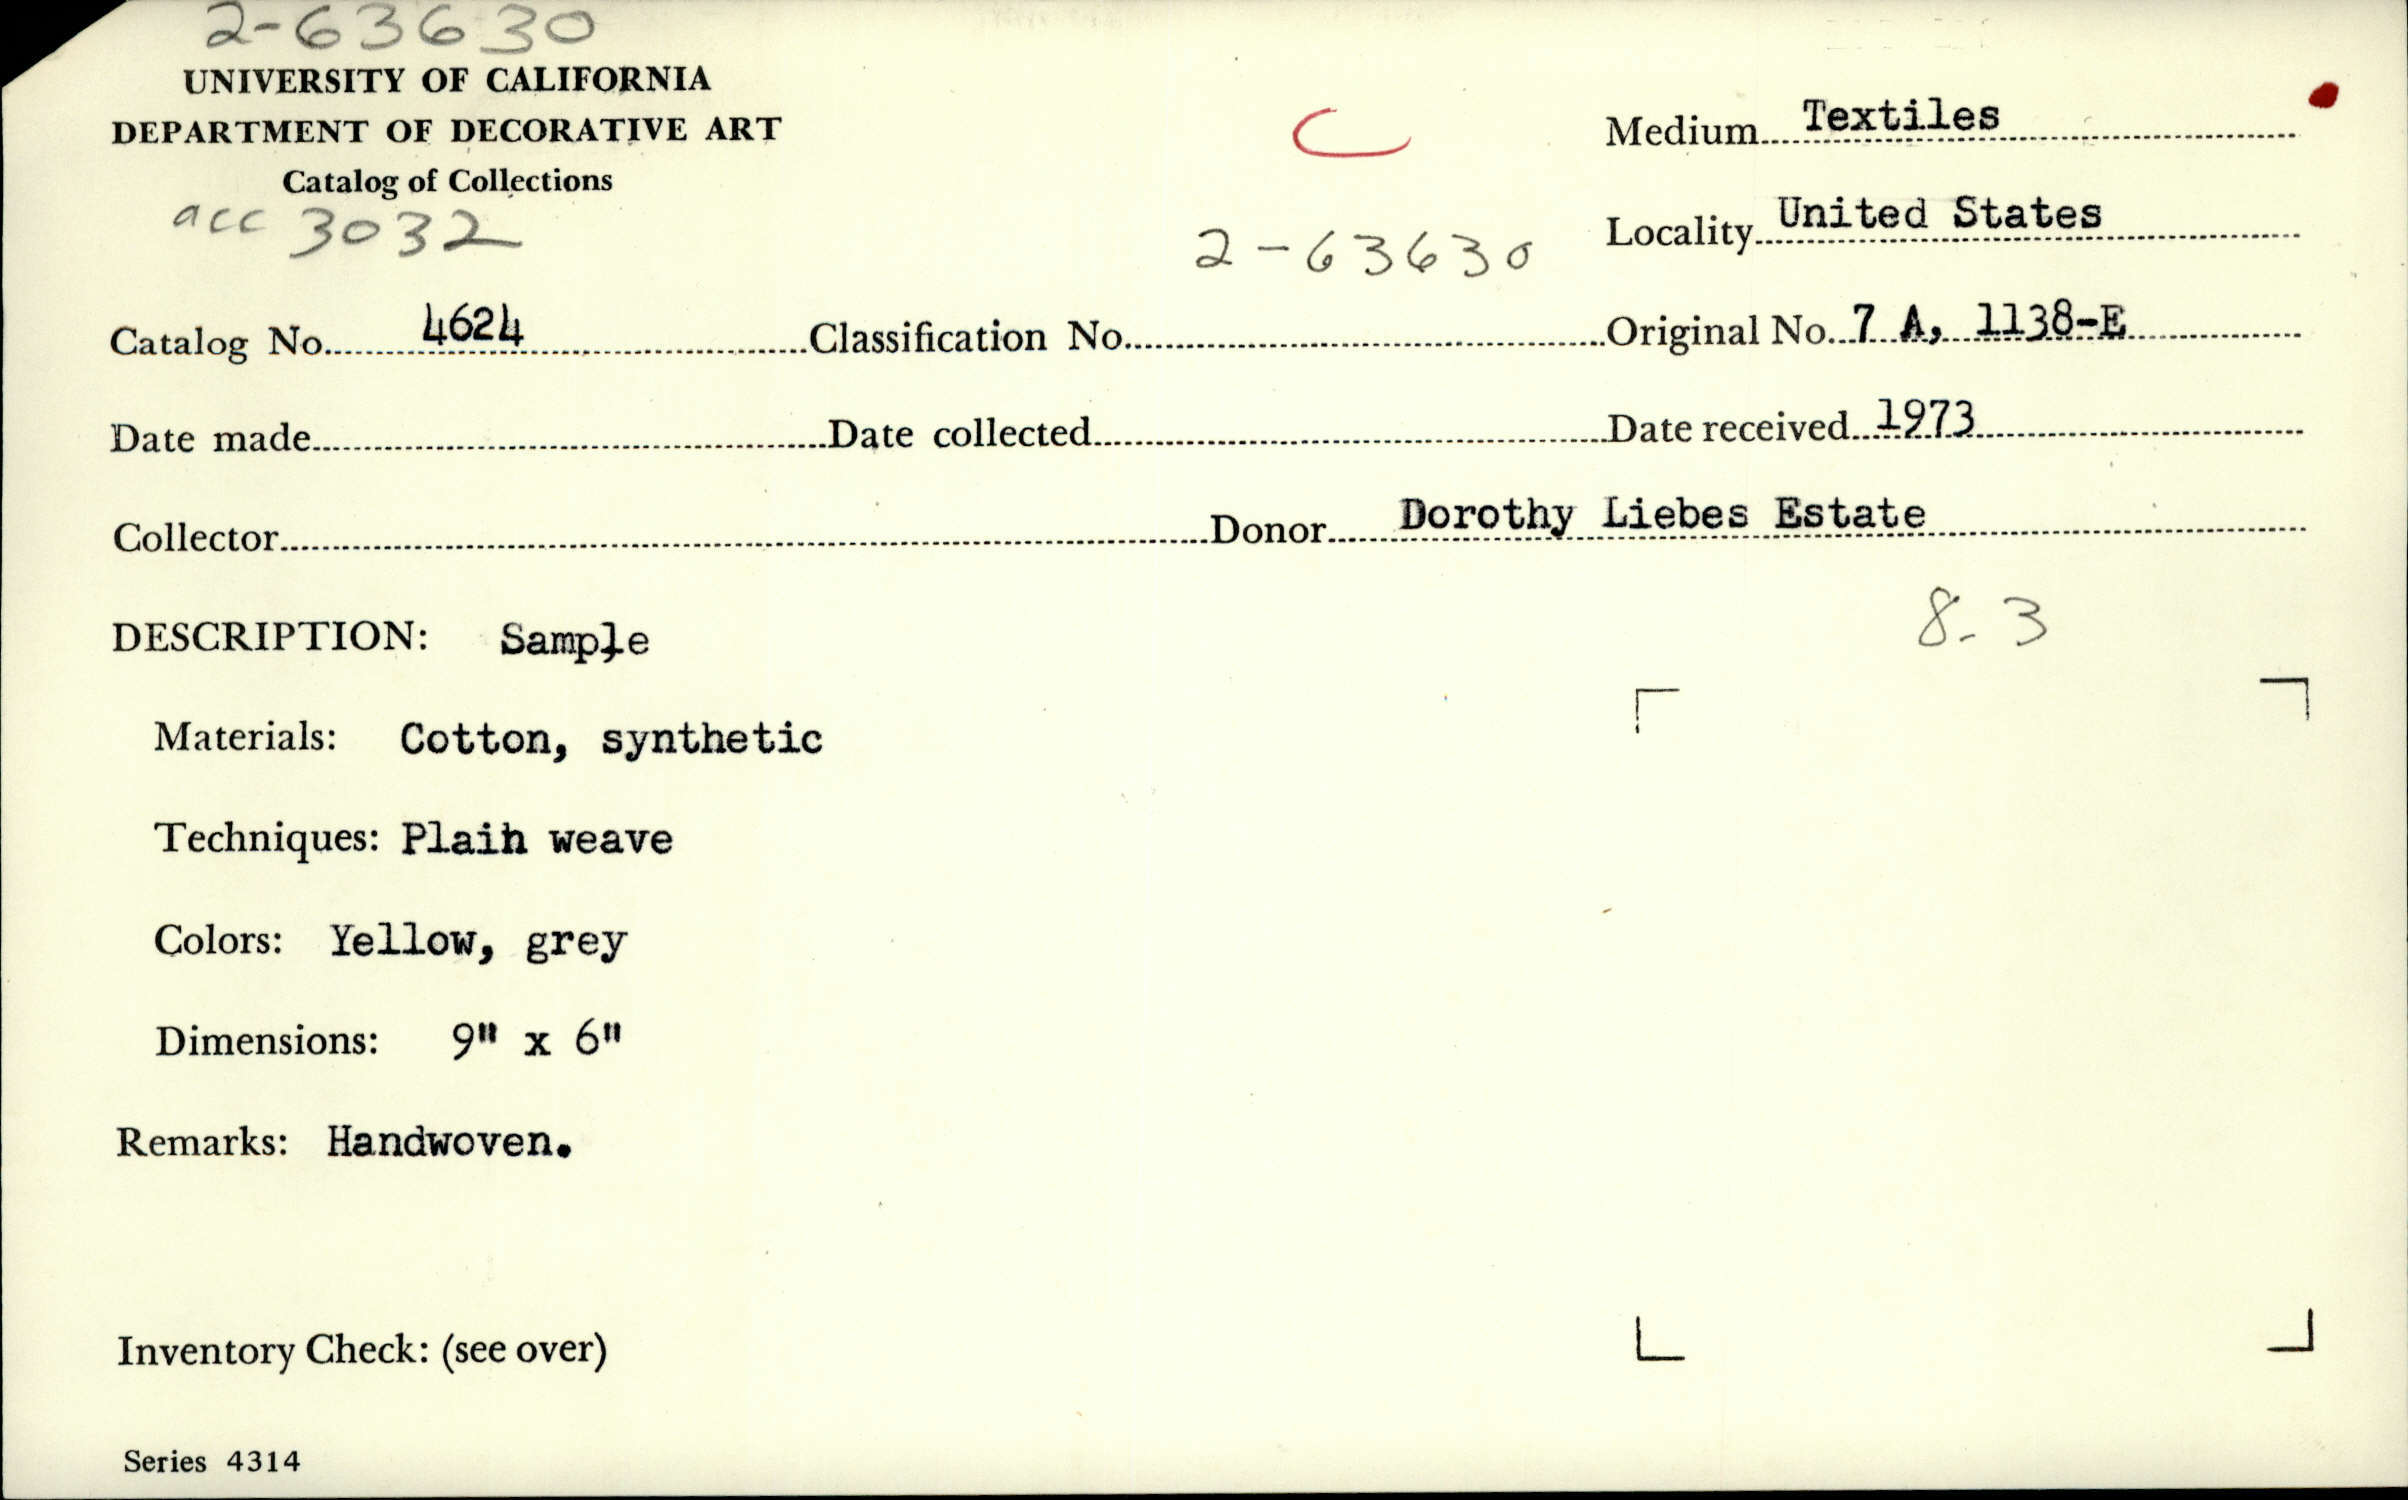 2-63630
UNIVERSITY OF CALIFORNIA
DEPARTMENT OF DECORATIVE ART
Catalog of Collections
acc 3032
C
2-63630
Medium Textiles
Locality United States
Catalog No. 4624 Classification No. Original No. 7 A, 1138-E
Date made Date collected Date received 1973
Collector Donor Dorothy Liebes Estate
8-3
DESCRIPTION: Sample
Materials: Cotton, synthetic
Techniques: Plain weave
Colors: Yellow, grey
Dimensions: 9" x 6"
Remarks: Handwoven.
Inventory Check: (see over)
Series 4314